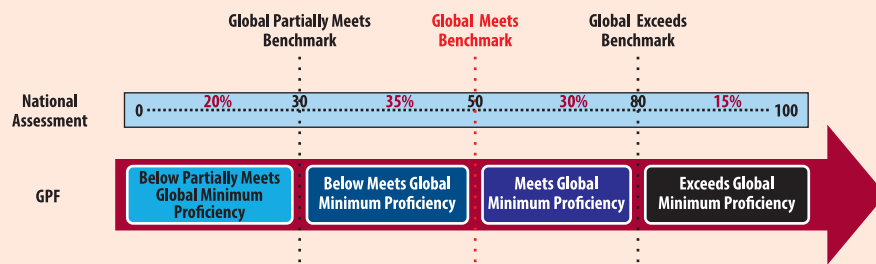 Global Partially Meets
Benchmark
Global Meets
Benchmark
Global Exceeds
Benchmark
National
Assessment
0 20% 30 35% 50 30% 80 15% 100
GPF
Below Partially Meets
Global Minimum
Proficiency
Below Meets Global
Minimum Proficiency
Meets Global
Minimum Proficiency
Exceeds Global
Minimum Proficiency